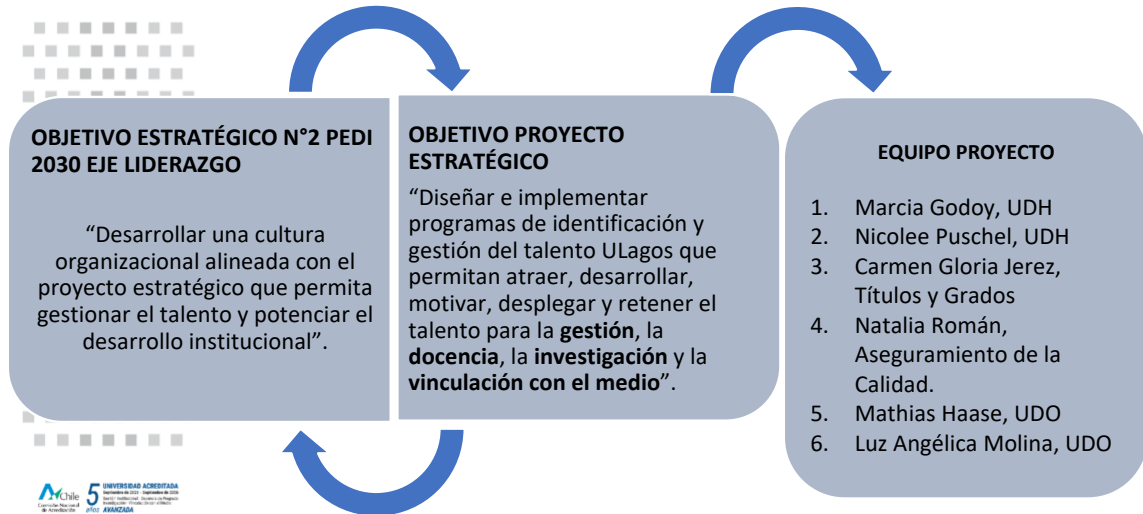 OBJETIVO ESTRATÉGICO N°2 PEDI
2030 EJE LIDERAZGO
“Desarrollar una cultura
organizacional alineada con el
proyecto estratégico que permita
gestionar el talento y potenciar el
desarrollo institucional”.
OBJETIVO PROYECTO
ESTRATÉGICO
“Diseñar e implementar
programas de identificación y
gestión del talento ULagos que
permitan atraer, desarrollar,
motivar, desplegar y retener el
talento para la gestión, la
docencia, la investigación y la
vinculación con el medio”.
EQUIPO PROYECTO
1. Marcia Godoy, UDH
2. Nicolee Puschel, UDH
3. Carmen Gloria Jerez,
Títulos y Grados
4. Natalia Román,
Aseguramiento de la
Calidad.
5. Mathias Haase, UDO
6. Luz Angélica Molina, UDO
Chile
Comisión Nacional
de Acreditación
5
años
UNIVERSIDAD ACREDITADA
AVANZADA